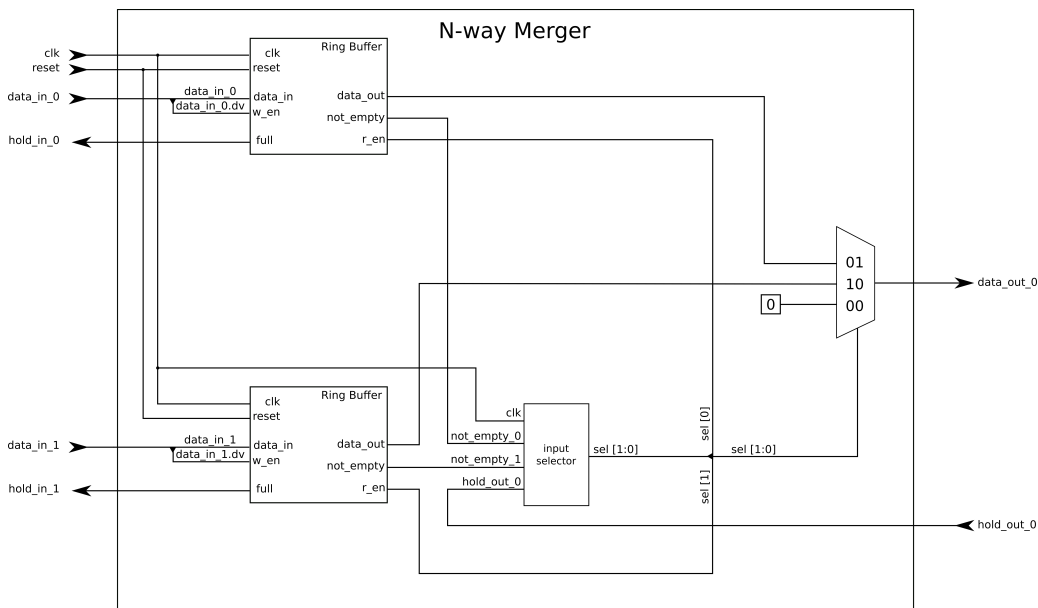 N-way Merger
clk
reset
data_in_0
hold_in_0
Ring Buffer
clk
reset
data_in_0
data_in
data_in_0.dv
w_en
full
data_out
not_empty
r_en
01
10
00
0
data_out_0
Ring Buffer
clk
reset
data_in_1
hold_in_1
data_in_1
data_in
data_in_1.dv
w_en
full
data_out
not_empty
r_en
clk
not_empty_0
not_empty_1
hold_out_0
input
selector
sel [1:0]
sel [0]
sel [1]
sel [1:0]
hold_out_0